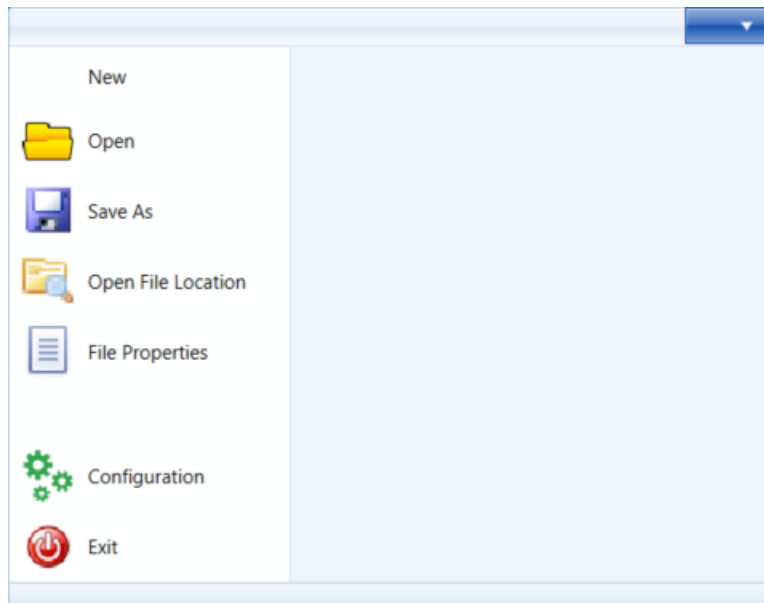 New
Open
Save As
Open File Location
File Properties
Configuration
Exit